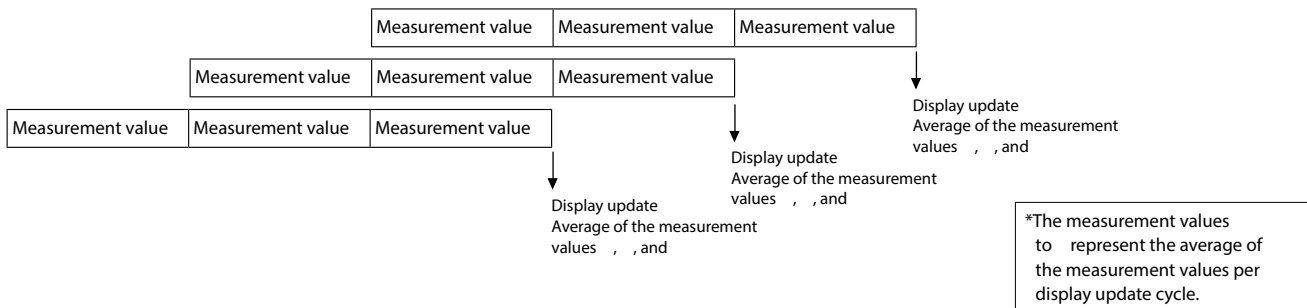 Measurement value Measurement value Measurement value
Measurement value Measurement value Measurement value
Measurement value Measurement value Measurement value
Display update
Average of the measurement
values , , and
Display update
Average of the measurement
values , , and
Display update
Average of the measurement
values , , and
*The measurement values
to represent the average of
the measurement values per
display update cycle.